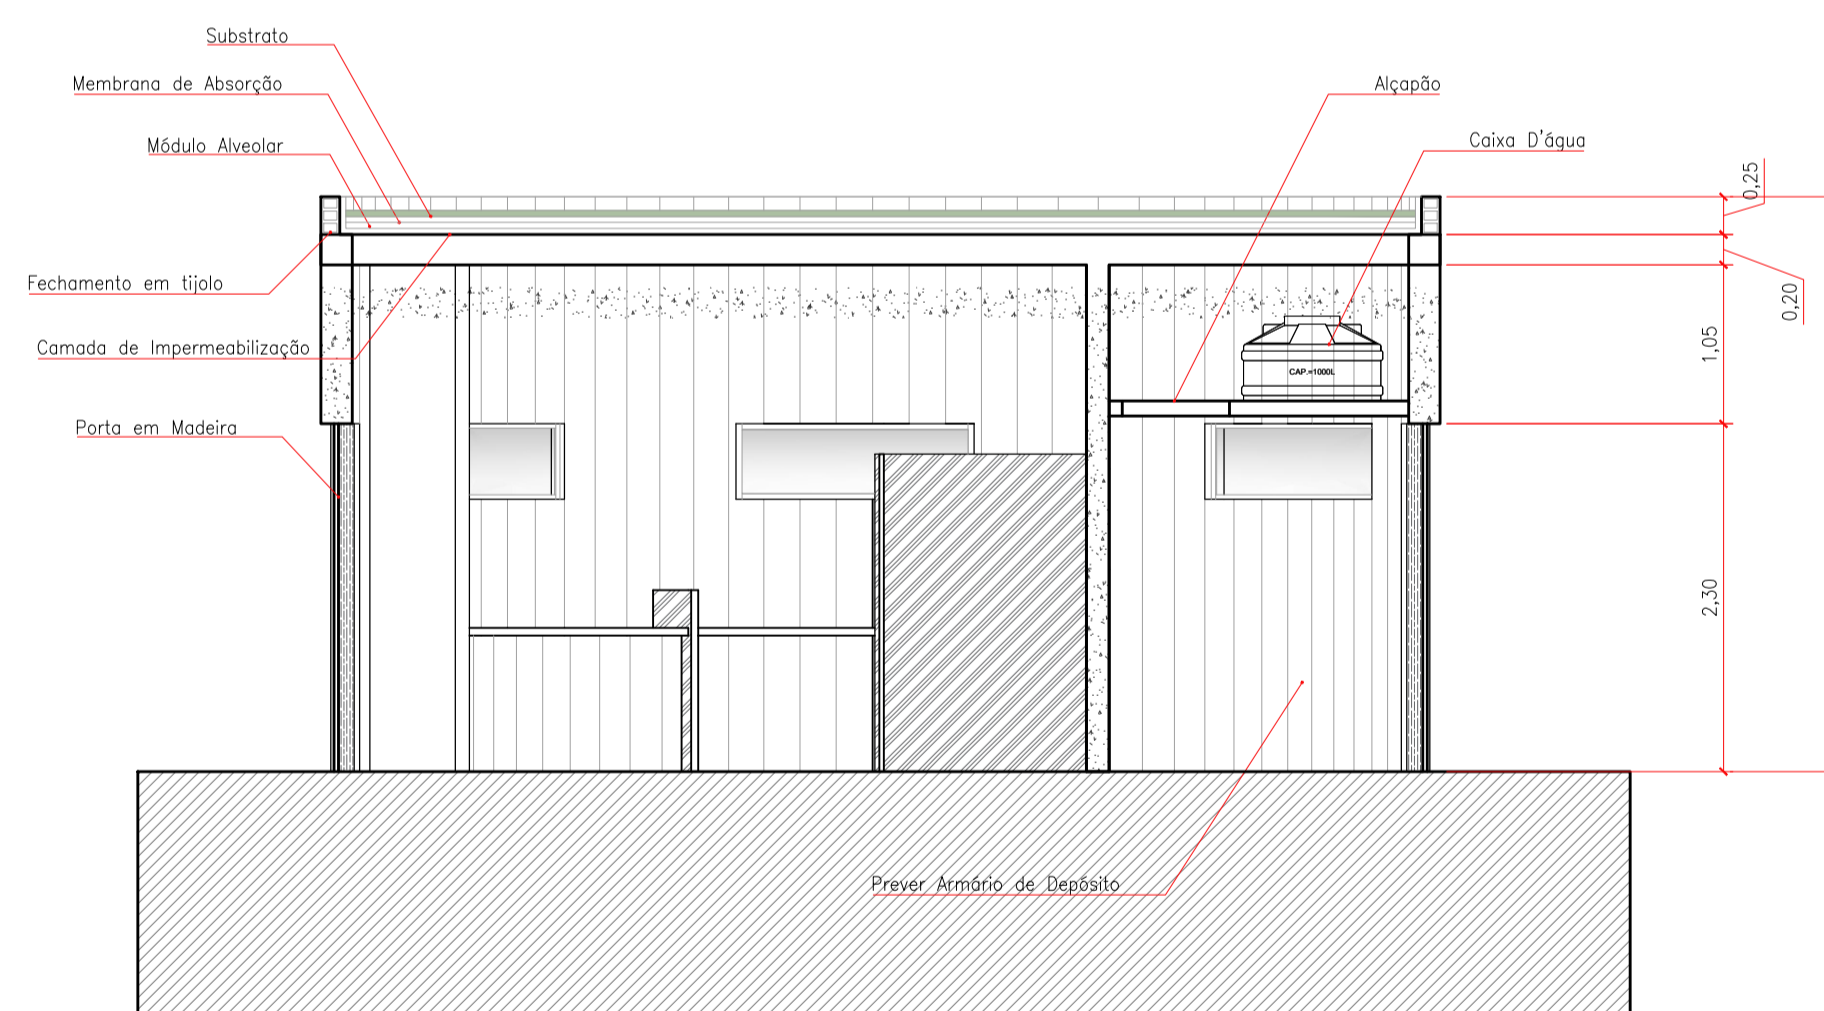 Substrato
Membrana de Absorção
Alçapão
Módulo Alveolar
Caixa D'água
0,25
Fechamento em tijolo
0,20
Camada de Impermeabilização
1,05
CAP.=1000L
Porta em Madeira
2,30
Prever Armário de Depósito